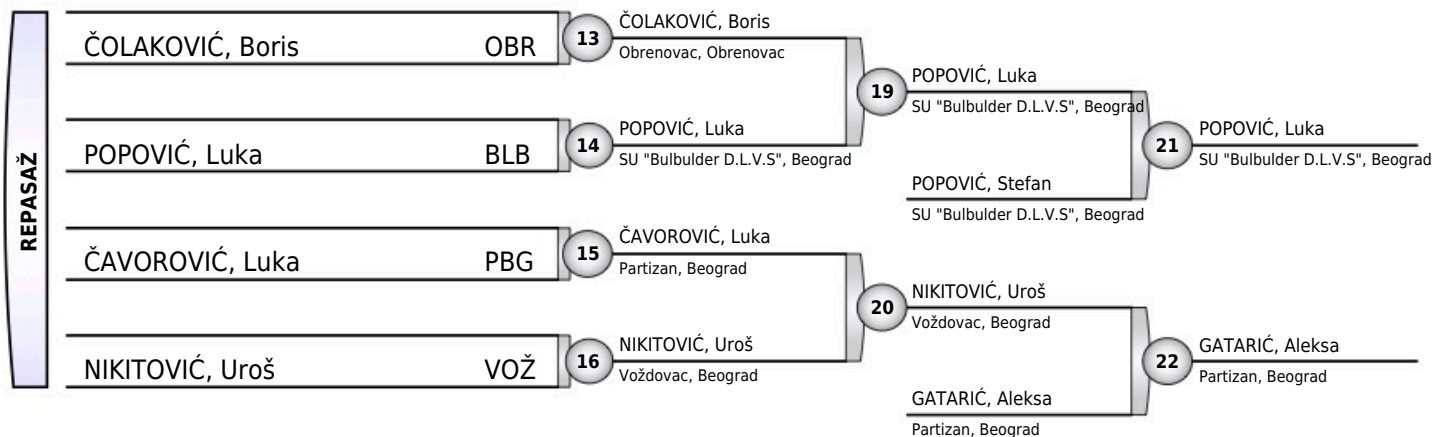 REPASAŽ
ČOLAKOVIĆ, Boris OBR
POPOVIĆ, Luka BLB
ČAVOROVIĆ, Luka PBG
NIKITOVIĆ, Uroš VOŽ
13
ČOLAKOVIĆ, Boris
Obrenovac, Obrenovac
14
POPOVIĆ, Luka
SU "Bulbulder D.L.V.S", Beograd
15
ČAVOROVIĆ, Luka
Partizan, Beograd
16
NIKITOVIĆ, Uroš
Voždovac, Beograd
19
POPOVIĆ, Luka
SU "Bulbulder D.L.V.S", Beograd
POPOVIĆ, Stefan
SU "Bulbulder D.L.V.S", Beograd
20
NIKITOVIĆ, Uroš
Voždovac, Beograd
GATARIĆ, Aleksa
Partizan, Beograd
21
POPOVIĆ, Luka
SU "Bulbulder D.L.V.S", Beograd
22
GATARIĆ, Aleksa
Partizan, Beograd